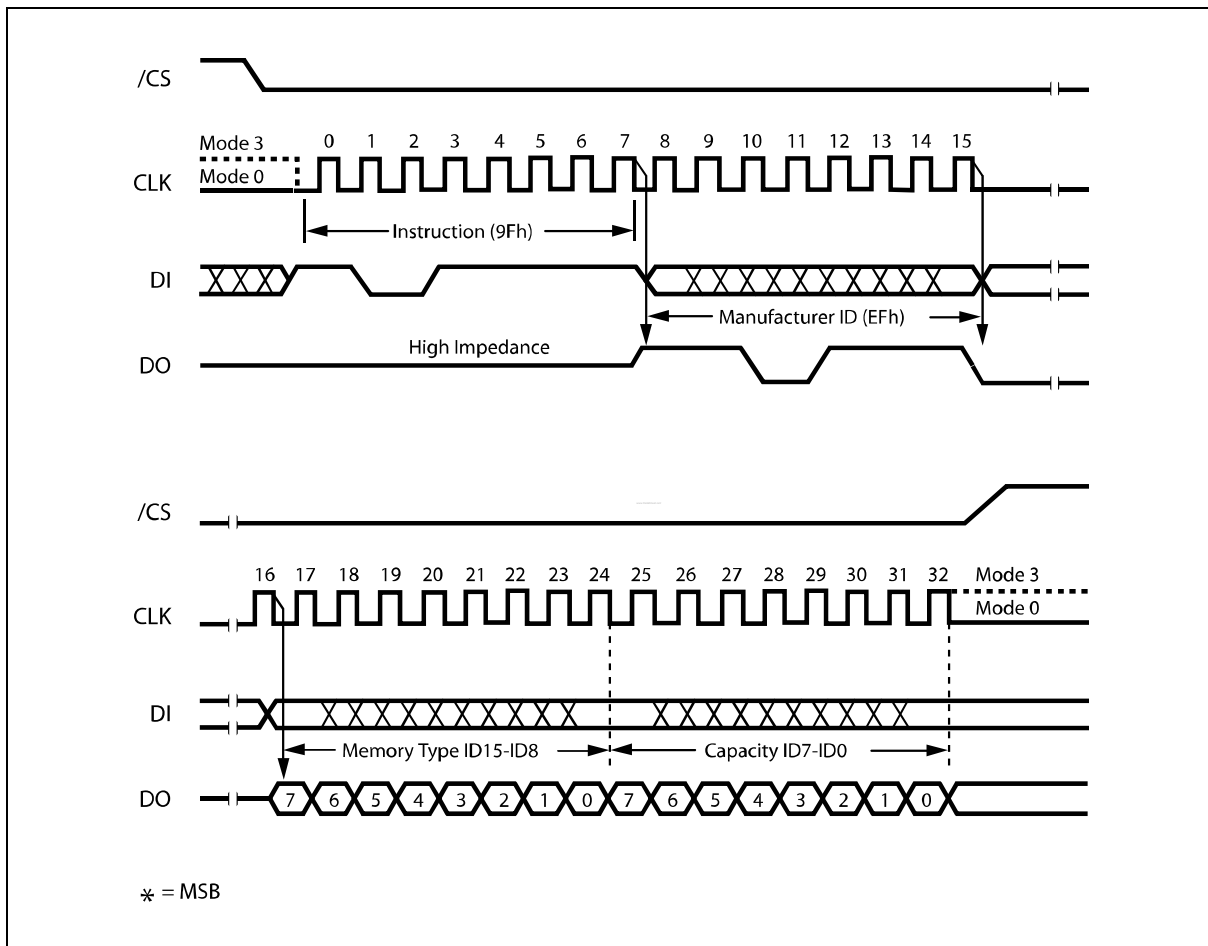 /CS
Mode 3
0 1 2 3 4 5 6 7 8 9 10 11 12 13 14 15
CLK
Mode 0
Instruction (9Fh)
DI
Manufacturer ID (EFh)
High Impedance
DO
/CS
16 17 18 19 20 21 22 23 24 25 26 27 28 29 30 31 32
Mode 3
CLK
Mode 0
DI
Memory Type ID15-ID8
Capacity ID7-ID0
DO
7 6 5 4 3 2 1 0 7 6 5 4 3 2 1 0
* = MSB